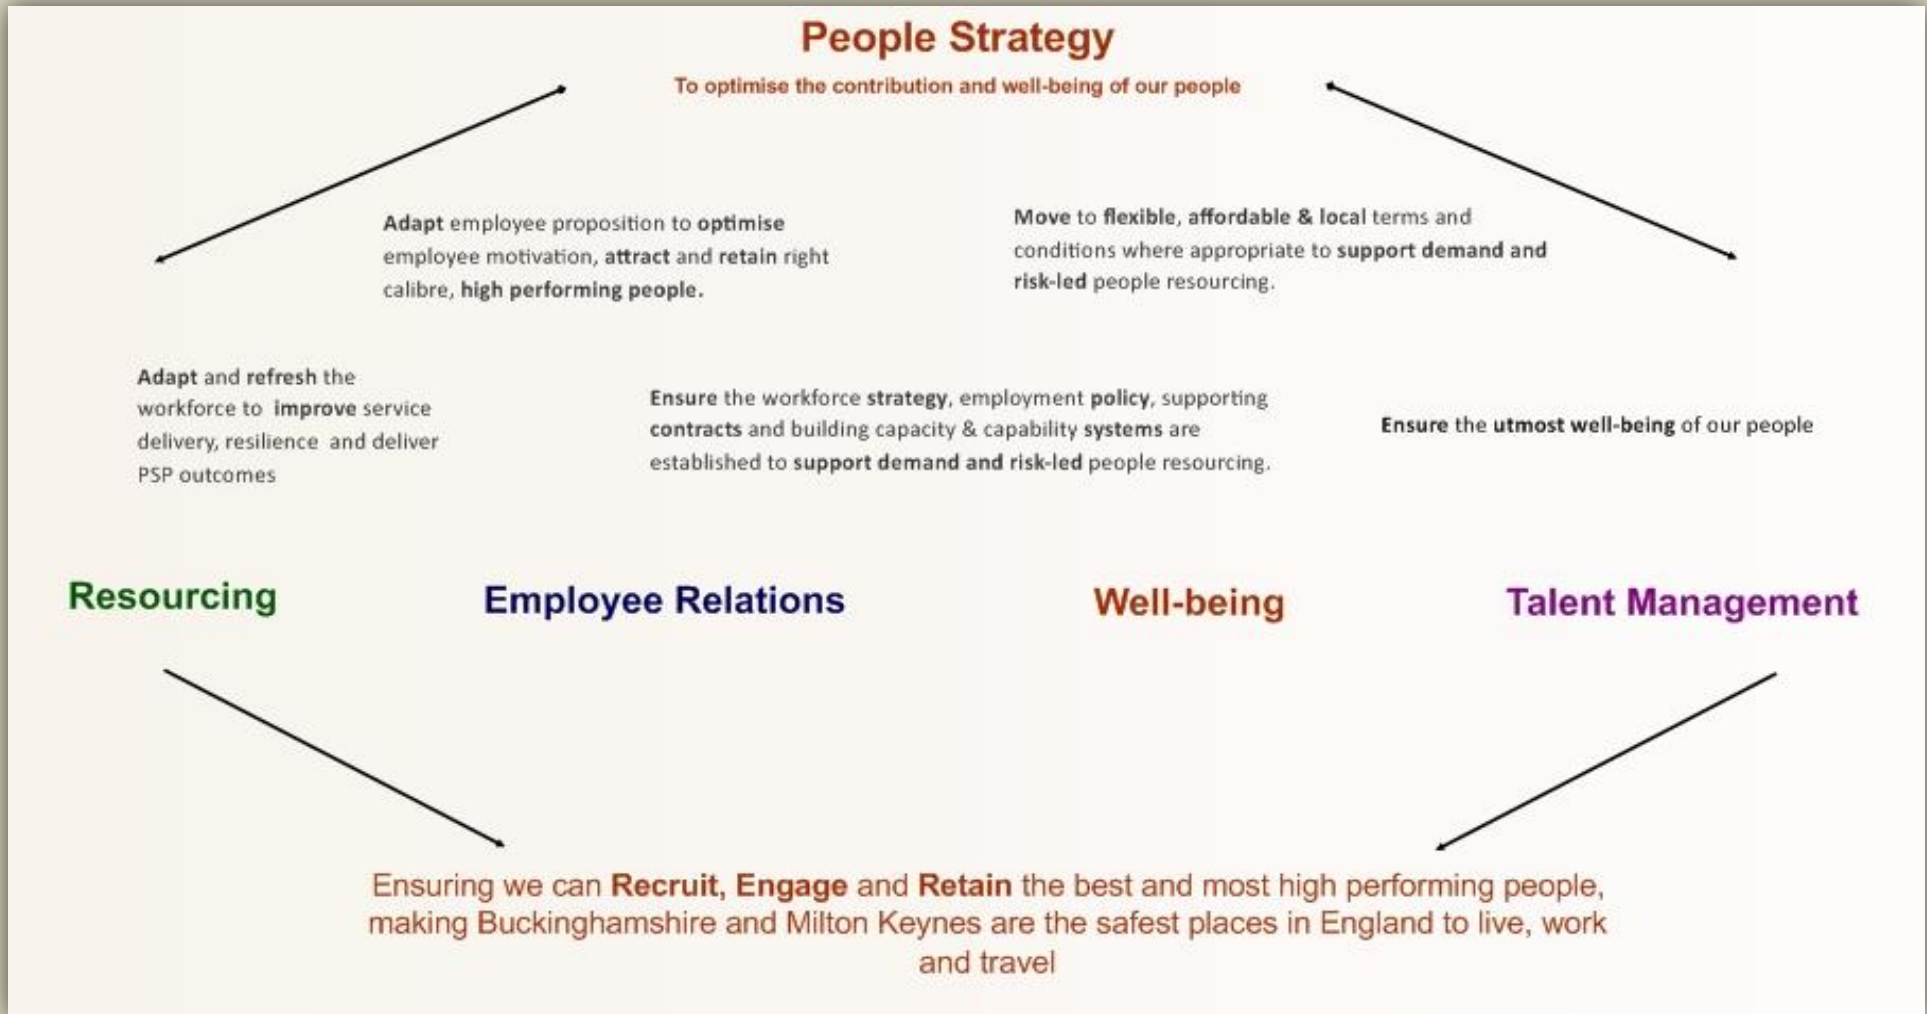 People Strategy
To optimise the contribution and well-being of our people
Adapt employee proposition to optimise
employee motivation, attract and retain right
calibre, high performing people.
Move to flexible, affordable & local terms and
conditions where appropriate to support demand and
risk-led people resourcing.
Adapt and refresh the
workforce to improve service
delivery, resilience and deliver
PSP outcomes
Ensure the workforce strategy, employment policy, supporting
contracts and building capacity & capability systems are
established to support demand and risk-led people resourcing.
Ensure the utmost well-being of our people
Resourcing
Employee Relations
Well-being
Talent Management
Ensuring we can Recruit, Engage and Retain the best and most high performing people,
making Buckinghamshire and Milton Keynes are the safest places in England to live, work
and travel